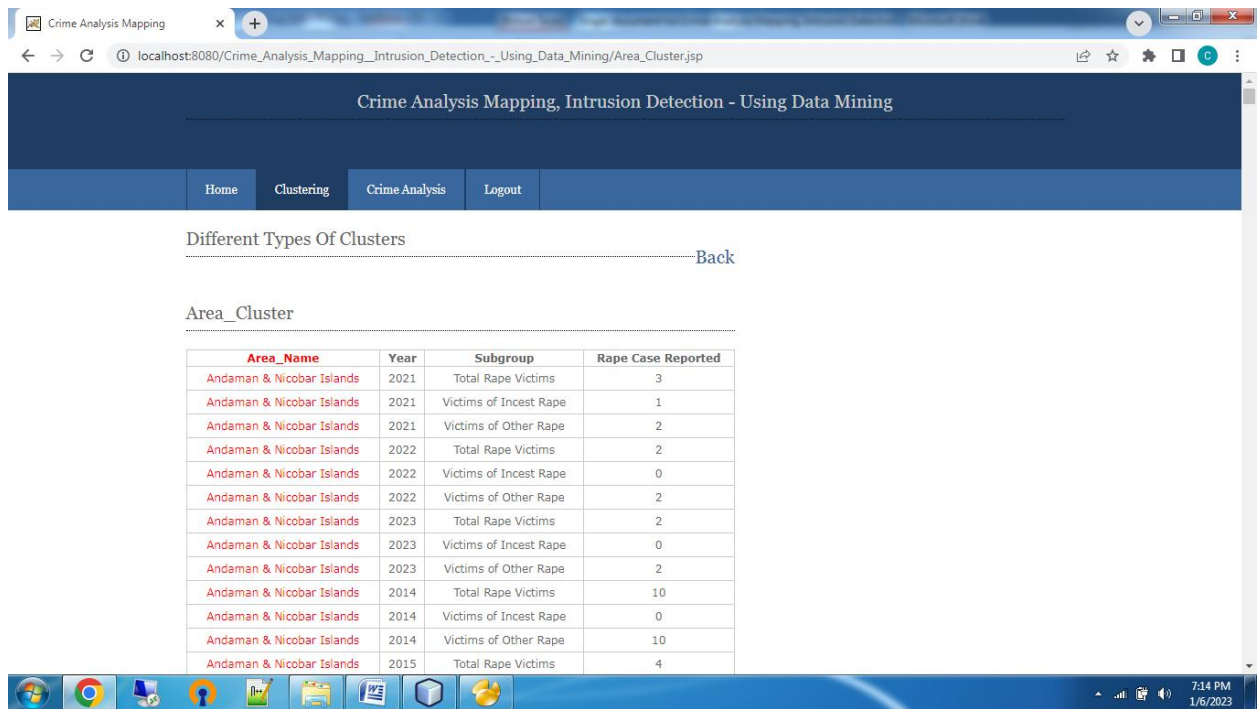 Crime Analysis Mapping
localhost:8080/Crime_Analysis_Mapping__Intrusion_Detection_-_Using_Data_Mining/Area_Cluster.jsp
C
Crime Analysis Mapping, Intrusion Detection - Using Data Mining
Home Clustering Crime Analysis Logout
Different Types Of Clusters
Back
Area_Cluster
Area_Name Year Subgroup Rape Case Reported
Andaman & Nicobar Islands 2021 Total Rape Victims 3
Andaman & Nicobar Islands 2021 Victims of Incest Rape 1
Andaman & Nicobar Islands 2021 Victims of Other Rape 2
Andaman & Nicobar Islands 2022 Total Rape Victims 2
Andaman & Nicobar Islands 2022 Victims of Incest Rape 0
Andaman & Nicobar Islands 2022 Victims of Other Rape 2
Andaman & Nicobar Islands 2023 Total Rape Victims 2
Andaman & Nicobar Islands 2023 Victims of Incest Rape 0
Andaman & Nicobar Islands 2023 Victims of Other Rape 2
Andaman & Nicobar Islands 2014 Total Rape Victims 10
Andaman & Nicobar Islands 2014 Victims of Incest Rape 0
Andaman & Nicobar Islands 2014 Victims of Other Rape 10
Andaman & Nicobar Islands 2015 Total Rape Victims 4
7:14 PM
1/6/2023